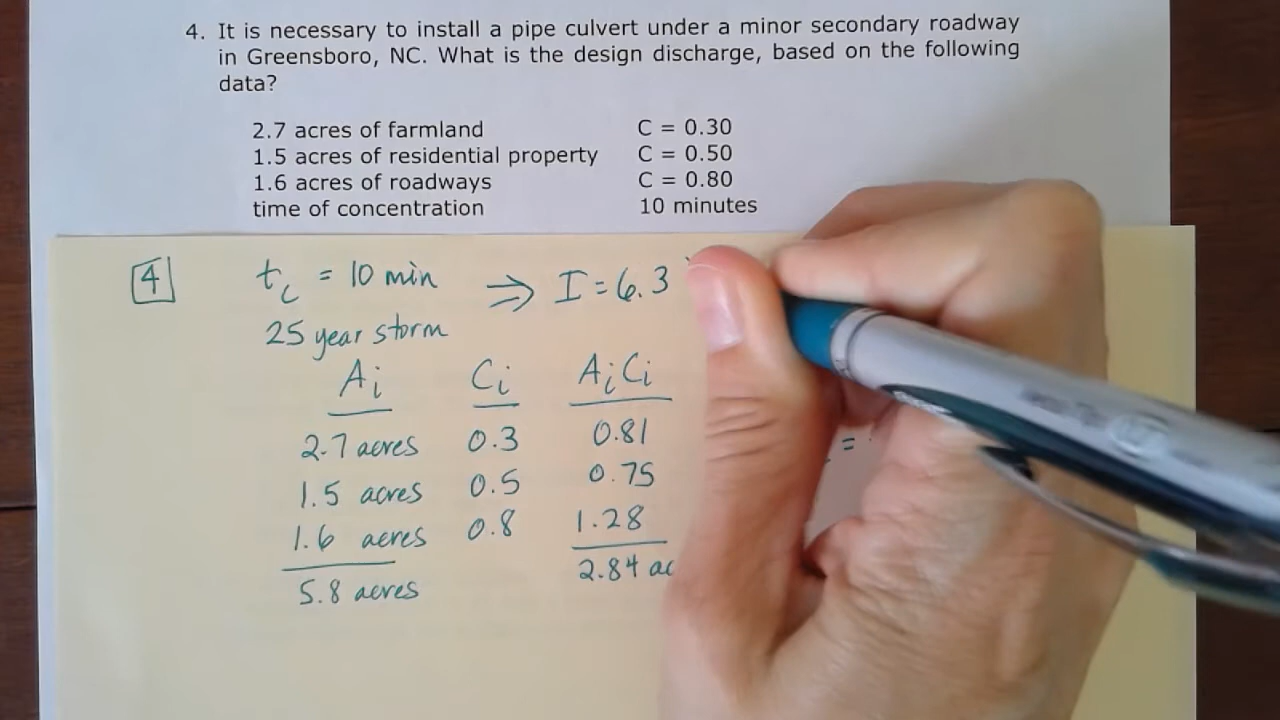 4. It is necessary to install a pipe culvert under a minor secondary roadway
in Greensboro, NC. What is the design discharge, based on the following
data?
2.7 acres of farmland C = 0.30
1.5 acres of residential property C = 0.50
1.6 acres of roadways C = 0.80
time of concentration 10 minutes
4 tc = 10 min ⇒ I = 6.3
25 year storm
Ai Ci AiCi
2.7 acres 0.3 0.81
1.5 acres 0.5 0.75 =
1.6 acres 0.8 1.28
5.8 acres 2.84 ac